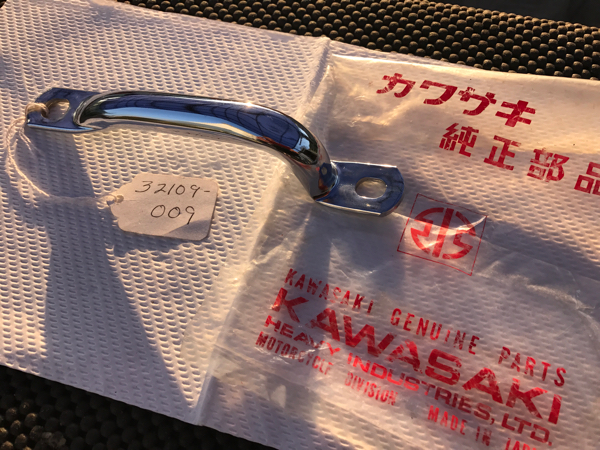 32109-
009
カワサキ
純正部品
KAWASAKI GENUINE PARTS
KAWASAKI
HEAVY INDUSTRIES, LTD.
MOTORCYCLE DIVISION · MADE IN JAPAN